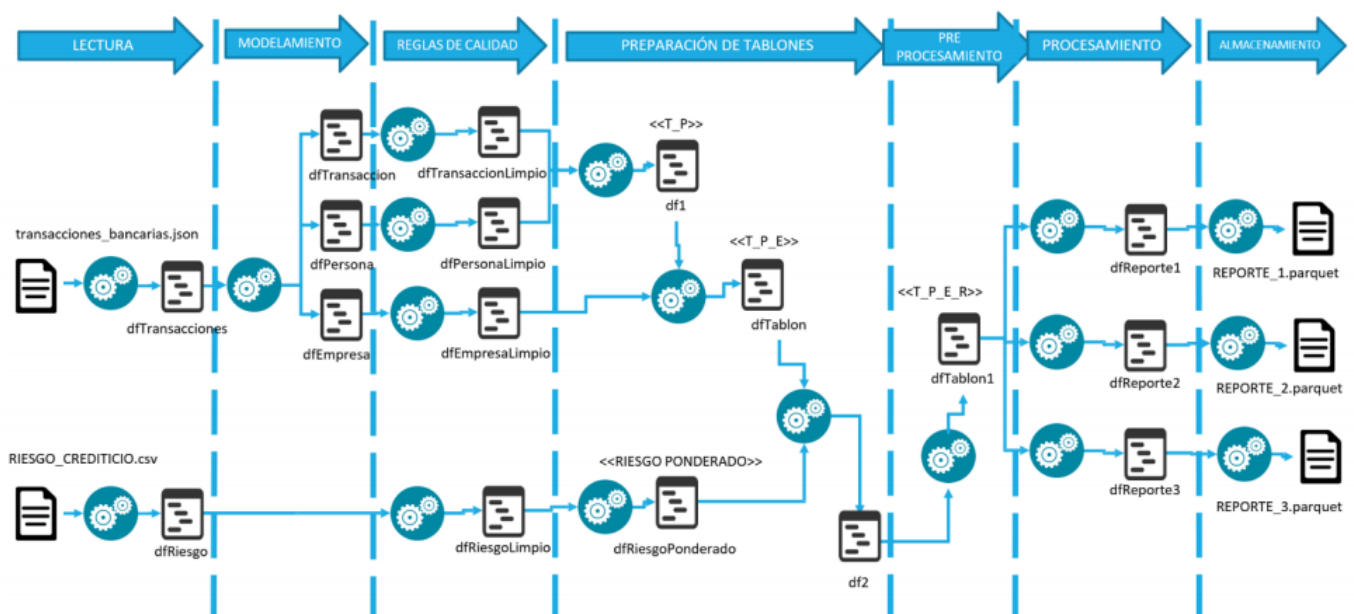 LECTURA
MODELAMIENTO
REGLAS DE CALIDAD
PREPARACIÓN DE TABLONES
PRE
PROCESAMIENTO
PROCESAMIENTO
ALMACENAMIENTO
<<T_P>>
dfTransaccion
dfTransaccionLimpio
df1
transacciones_bancarias.json
dfPersona
dfPersonaLimpio
<<T_P_E>>
dfReporte1
REPORTE_1.parquet
<<T_P_E_R>>
dfTransacciones
dfEmpresa
dfEmpresaLimpio
dfTablon
dfTablon1
dfReporte2
REPORTE_2.parquet
RIESGO_CREDITICIO.csv
<<RIESGO PONDERADO>>
dfReporte3
REPORTE_3.parquet
dfRiesgo
dfRiesgoLimpio
dfRiesgoPonderado
df2